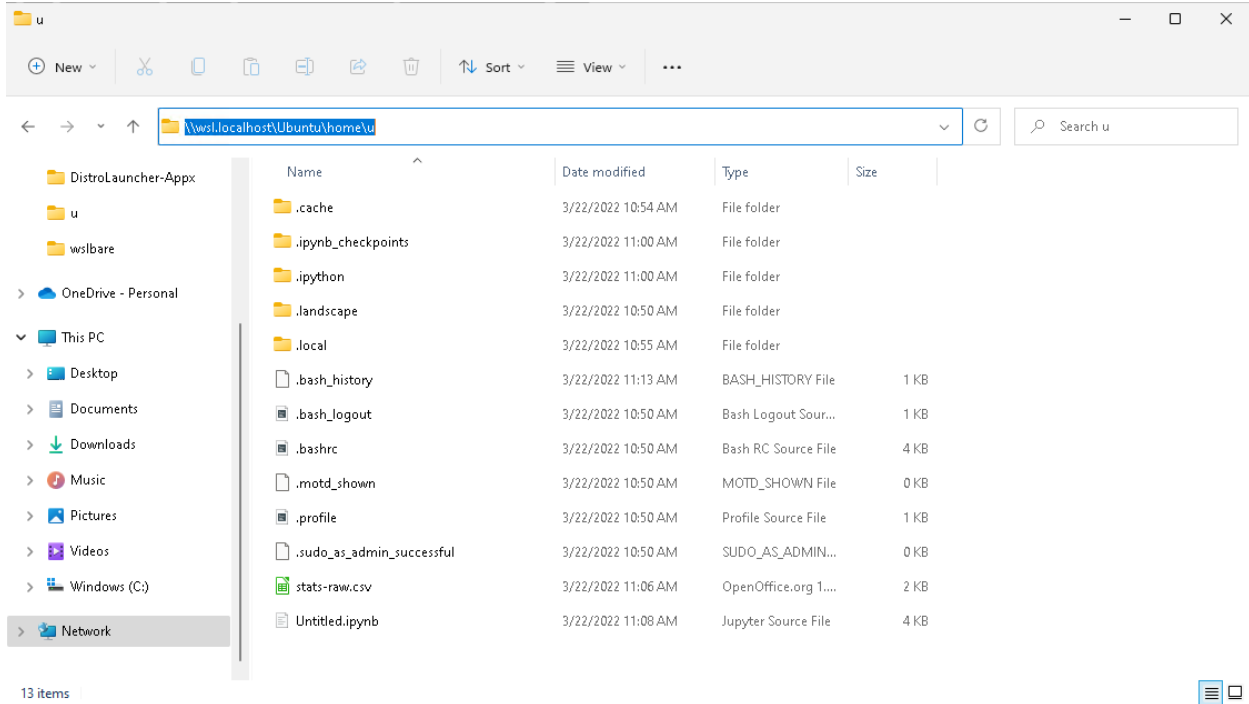 u
New
Sort
View
\\wsl.localhost\Ubuntu\home\u
Search u
DistroLauncher-Appx
u
wslbare
OneDrive - Personal
This PC
Desktop
Documents
Downloads
Music
Pictures
Videos
Windows (C:)
Network
Name Date modified Type Size
.cache 3/22/2022 10:54 AM File folder
.ipynb_checkpoints 3/22/2022 11:00 AM File folder
.ipython 3/22/2022 11:00 AM File folder
.landscape 3/22/2022 10:50 AM File folder
.local 3/22/2022 10:55 AM File folder
.bash_history 3/22/2022 11:13 AM BASH_HISTORY File 1 KB
.bash_logout 3/22/2022 10:50 AM Bash Logout Sour... 1 KB
.bashrc 3/22/2022 10:50 AM Bash RC Source File 4 KB
.motd_shown 3/22/2022 10:50 AM MOTD_SHOWN File 0 KB
.profile 3/22/2022 10:50 AM Profile Source File 1 KB
.sudo_as_admin_successful 3/22/2022 10:50 AM SUDO_AS_ADMIN... 0 KB
stats-raw.csv 3/22/2022 11:06 AM OpenOffice.org 1.... 2 KB
Untitled.ipynb 3/22/2022 11:08 AM Jupyter Source File 4 KB
13 items